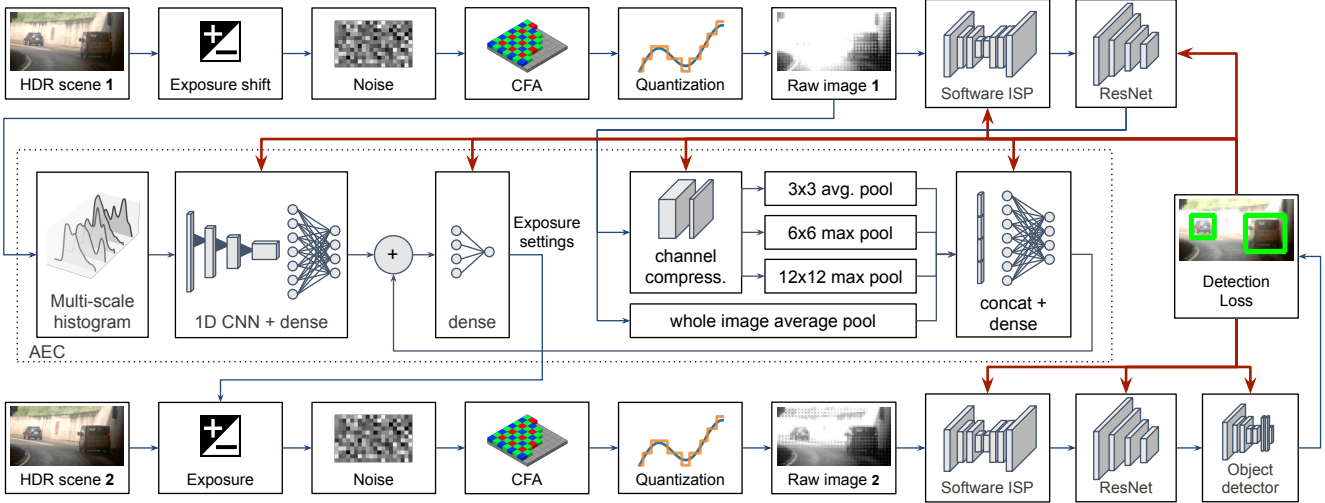 HDR scene 1
Exposure shift
Noise
CFA
Quantization
Raw image 1
Software ISP
ResNet
Multi-scale
histogram
1D CNN + dense
+
dense
Exposure
settings
channel
compress.
3x3 avg. pool
6x6 max pool
12x12 max pool
whole image average pool
concat +
dense
Detection
Loss
AEC
HDR scene 2
Exposure
Noise
CFA
Quantization
Raw image 2
Software ISP
ResNet
Object
detector